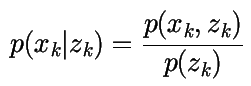 p(x_k|z_k) = \frac{p(x_k, z_k)}{p(z_k)}